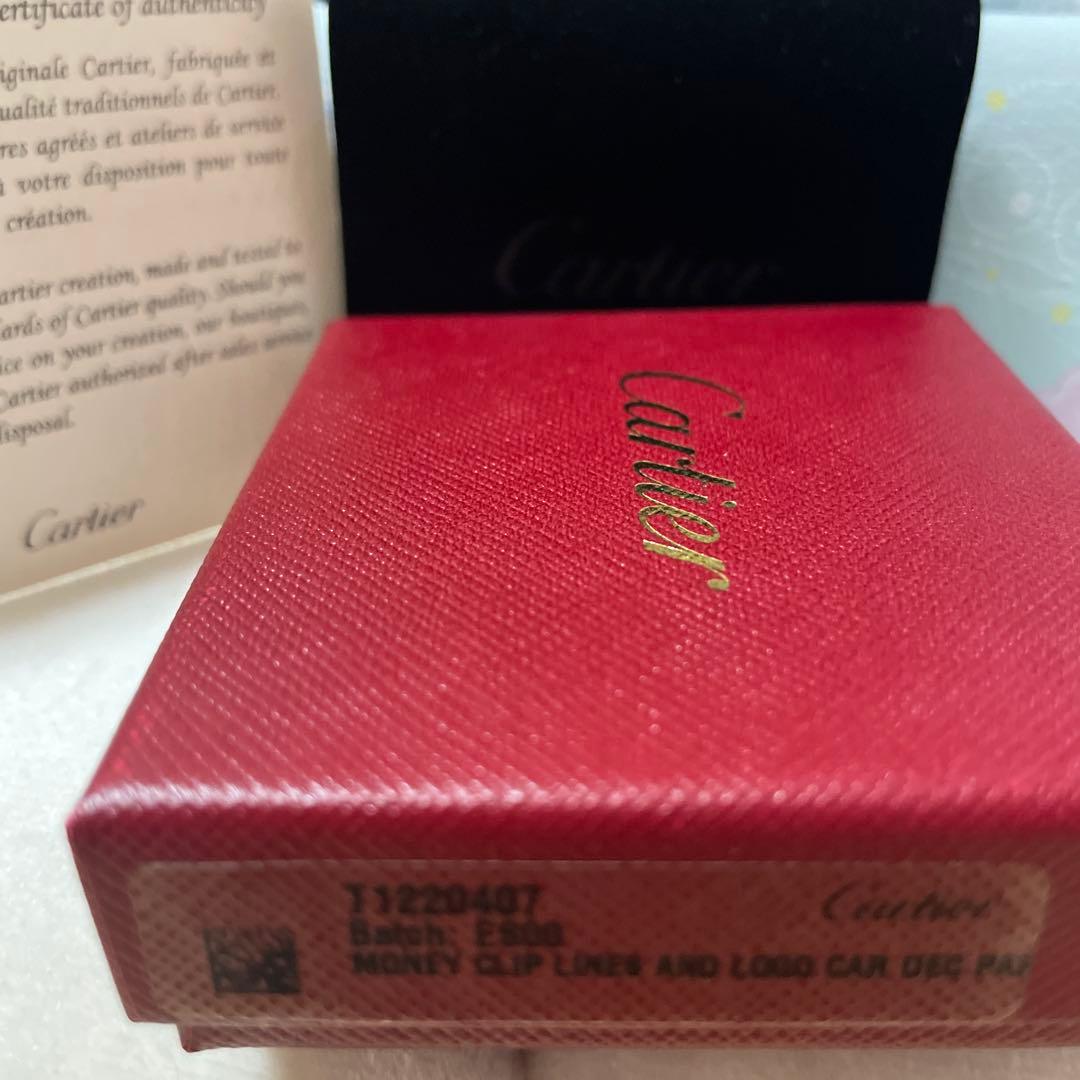 ertificate of authenticity
iginale Cartier, fabriquée et
ualité traditionnels de Cartier.
res agréés et ateliers de service
à votre disposition pour toute
création.
artier creation, made and tested to
ards of Cartier quality. Should you
ice on your creation, our boutiques,
Cartier authorized after sales service
disposal.
Cartier
Cartier
Cartier
T1220407
Cartier
Batch:
MONEY CLIP LINES AND LOGO CAR DEC PA